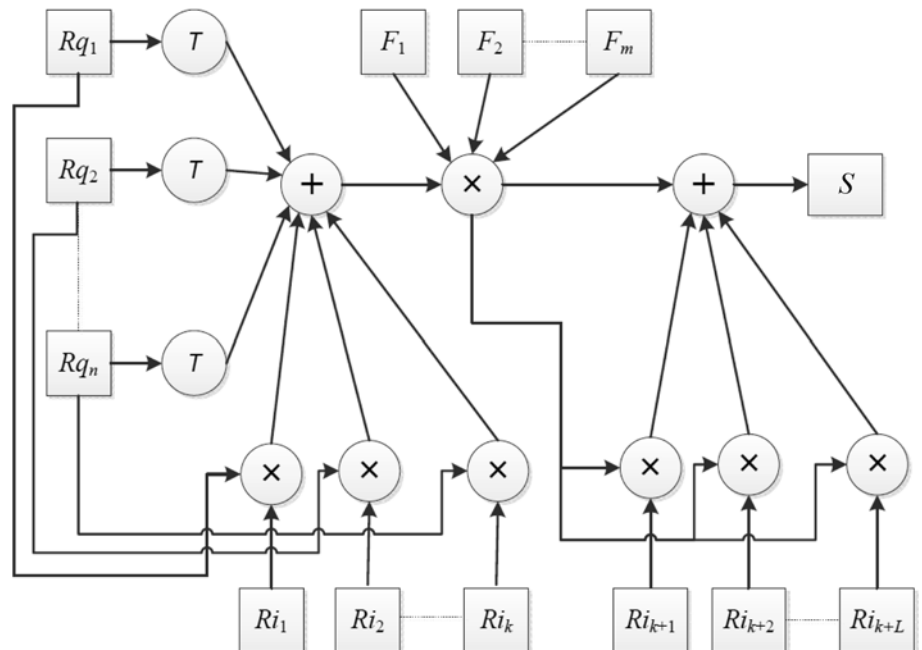 Rq₁ T F₁ F₂ Fₘ
Rq₂ T + × + S
Rqₙ T
× × × × × ×
Ri₁ Ri₂ Riₖ Riₖ₊₁ Riₖ₊₂ Riₖ₊L